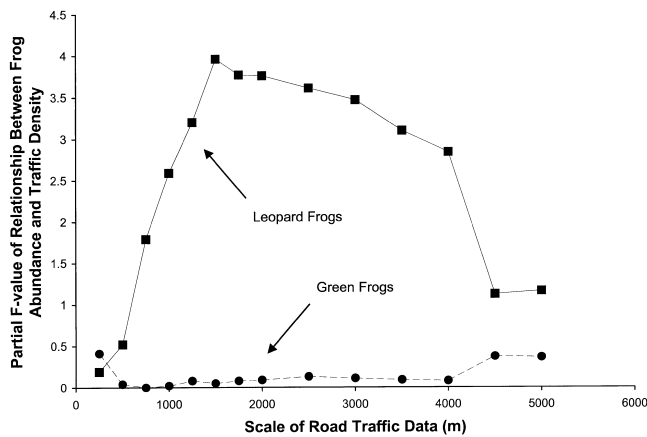 Partial F-value of Relationship Between Frog
Abundance and Traffic Density
4.5
4
3.5
3
2.5
2
1.5
1
0.5
0
Leopard Frogs
Green Frogs
0 1000 2000 3000 4000 5000 6000
Scale of Road Traffic Data (m)